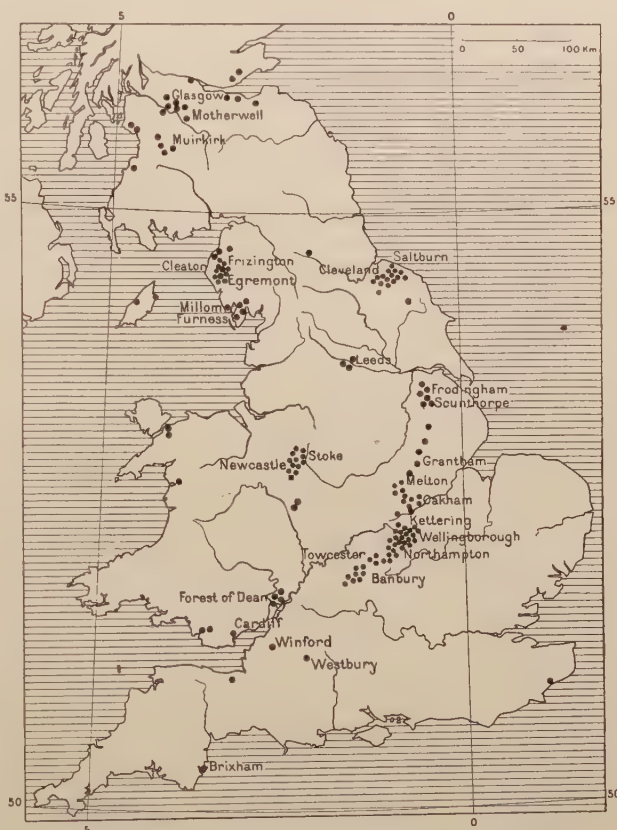 5
0
0 50 100 Km.
Glasgow
Motherwell
Muirkirk
55
55
Saltburn
Cleveland
Frizington
Cleator
Egremont
Millom
Furness
Leeds
Frodingham
Scunthorpe
Stoke
Newcastle
Grantham
Melton
Oakham
Kettering
Wellingborough
Towcester
Northampton
Banbury
Forest of Dean
Cardiff
Winford
Westbury
Brixham
50
50
5
0